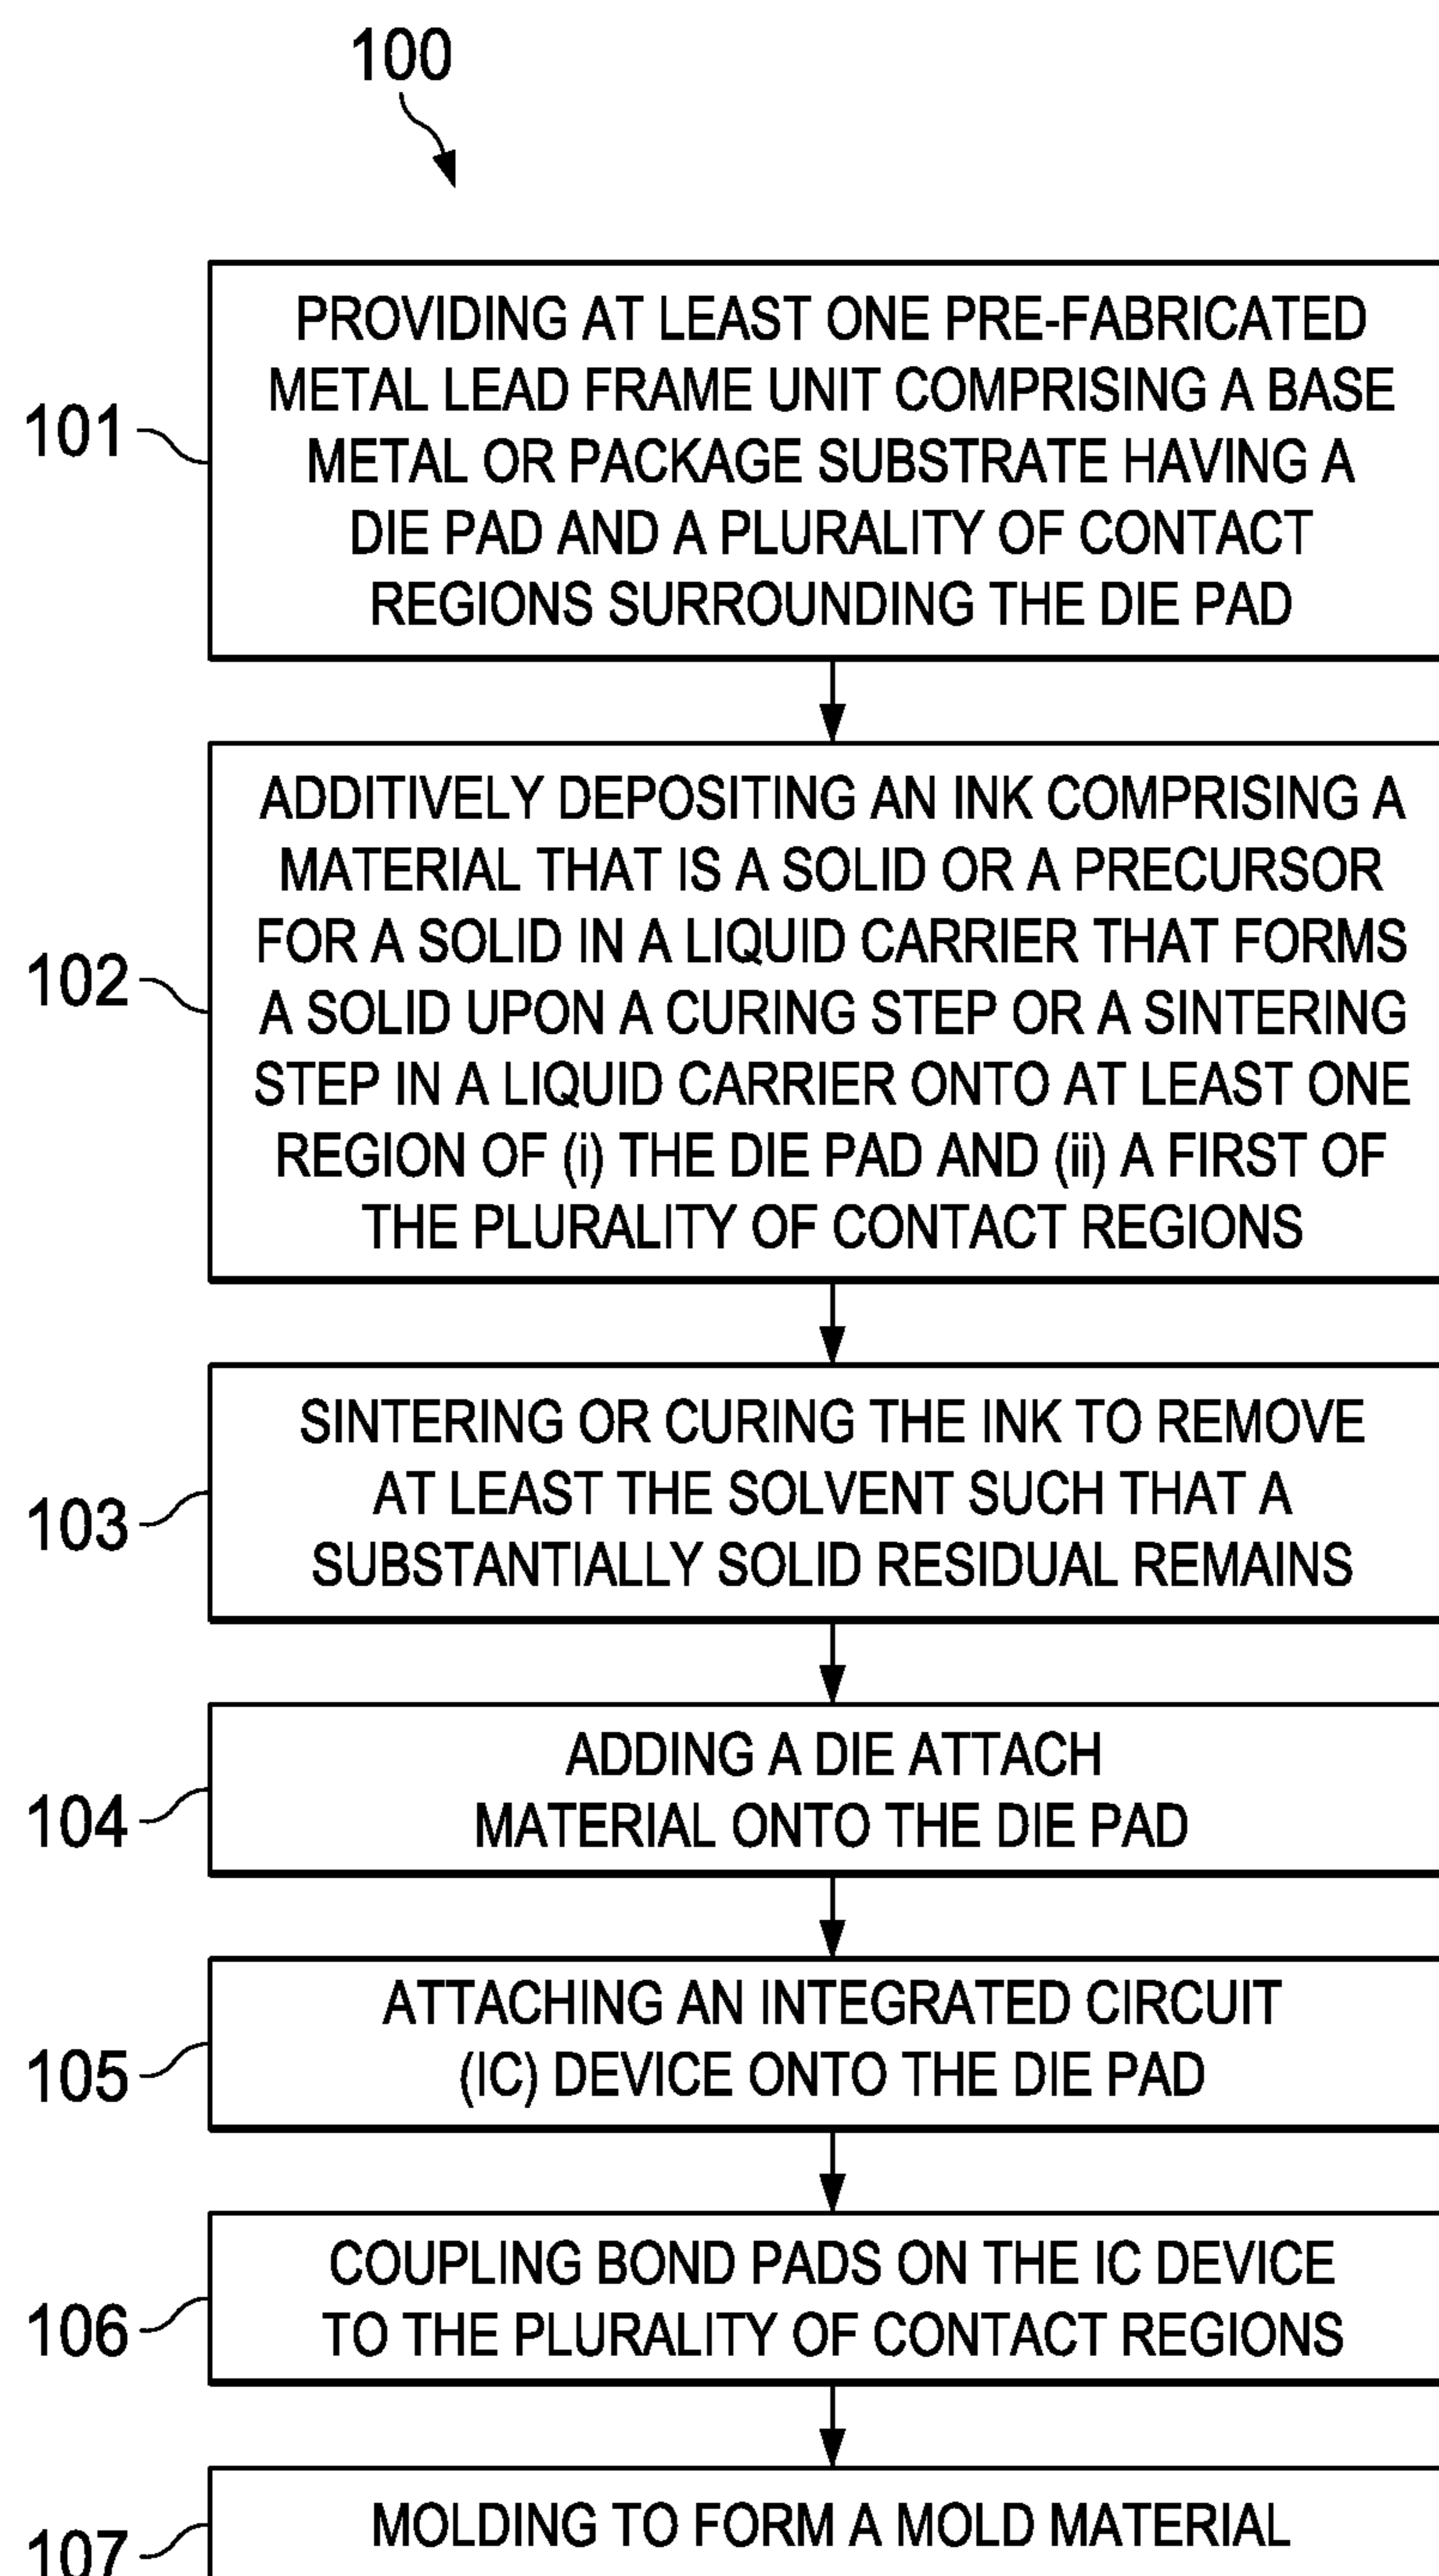 100
101
PROVIDING AT LEAST ONE PRE-FABRICATED
METAL LEAD FRAME UNIT COMPRISING A BASE
METAL OR PACKAGE SUBSTRATE HAVING A
DIE PAD AND A PLURALITY OF CONTACT
REGIONS SURROUNDING THE DIE PAD
102
ADDITIVELY DEPOSITING AN INK COMPRISING A
MATERIAL THAT IS A SOLID OR A PRECURSOR
FOR A SOLID IN A LIQUID CARRIER THAT FORMS
A SOLID UPON A CURING STEP OR A SINTERING
STEP IN A LIQUID CARRIER ONTO AT LEAST ONE
REGION OF (i) THE DIE PAD AND (ii) A FIRST OF
THE PLURALITY OF CONTACT REGIONS
103
SINTERING OR CURING THE INK TO REMOVE
AT LEAST THE SOLVENT SUCH THAT A
SUBSTANTIALLY SOLID RESIDUAL REMAINS
104
ADDING A DIE ATTACH
MATERIAL ONTO THE DIE PAD
105
ATTACHING AN INTEGRATED CIRCUIT
(IC) DEVICE ONTO THE DIE PAD
106
COUPLING BOND PADS ON THE IC DEVICE
TO THE PLURALITY OF CONTACT REGIONS
107
MOLDING TO FORM A MOLD MATERIAL